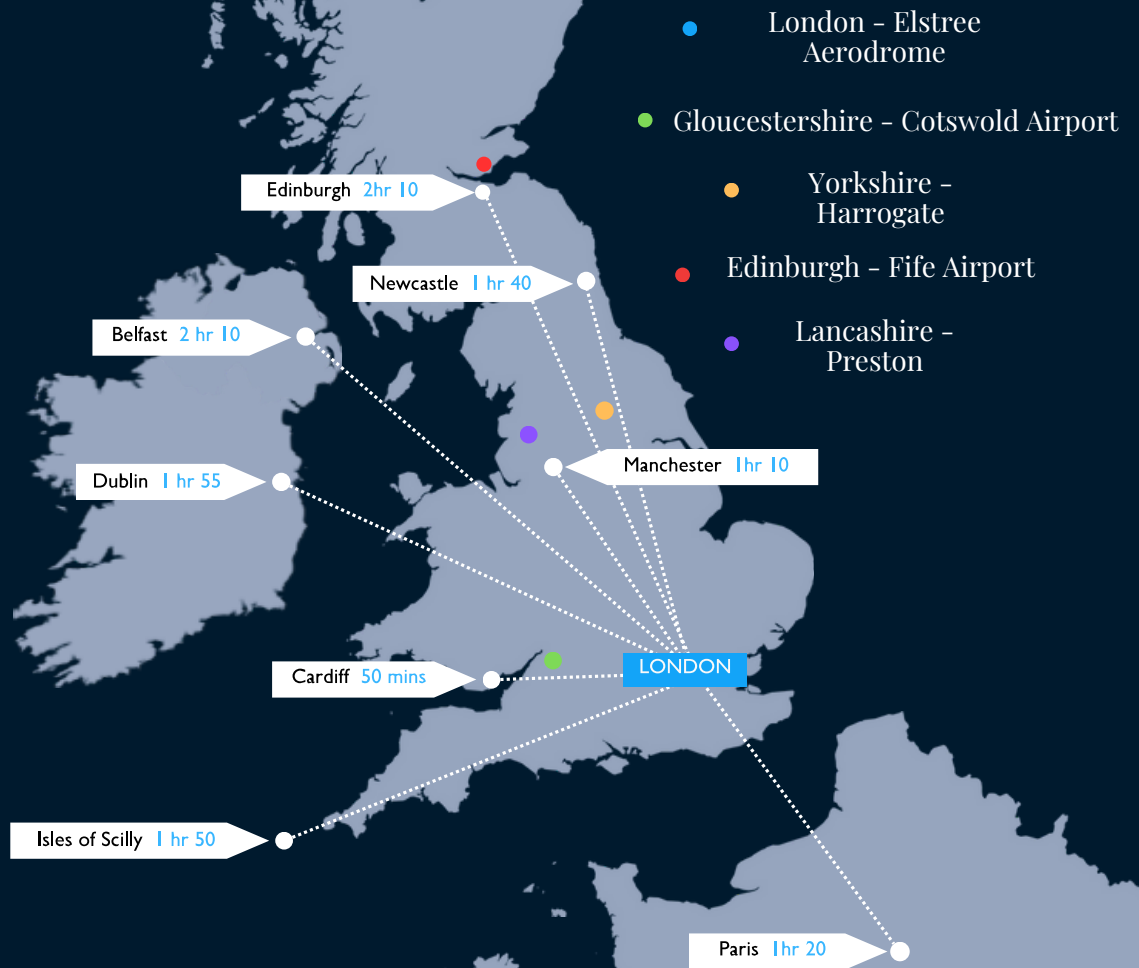 London - Elstree
Aerodrome
Gloucestershire - Cotswold Airport
Yorkshire -
Harrogate
Edinburgh - Fife Airport
Lancashire -
Preston
Edinburgh 2hr 10
Newcastle 1 hr 40
Belfast 2 hr 10
Manchester 1hr 10
Dublin 1 hr 55
LONDON
Cardiff 50 mins
Isles of Scilly 1 hr 50
Paris 1hr 20